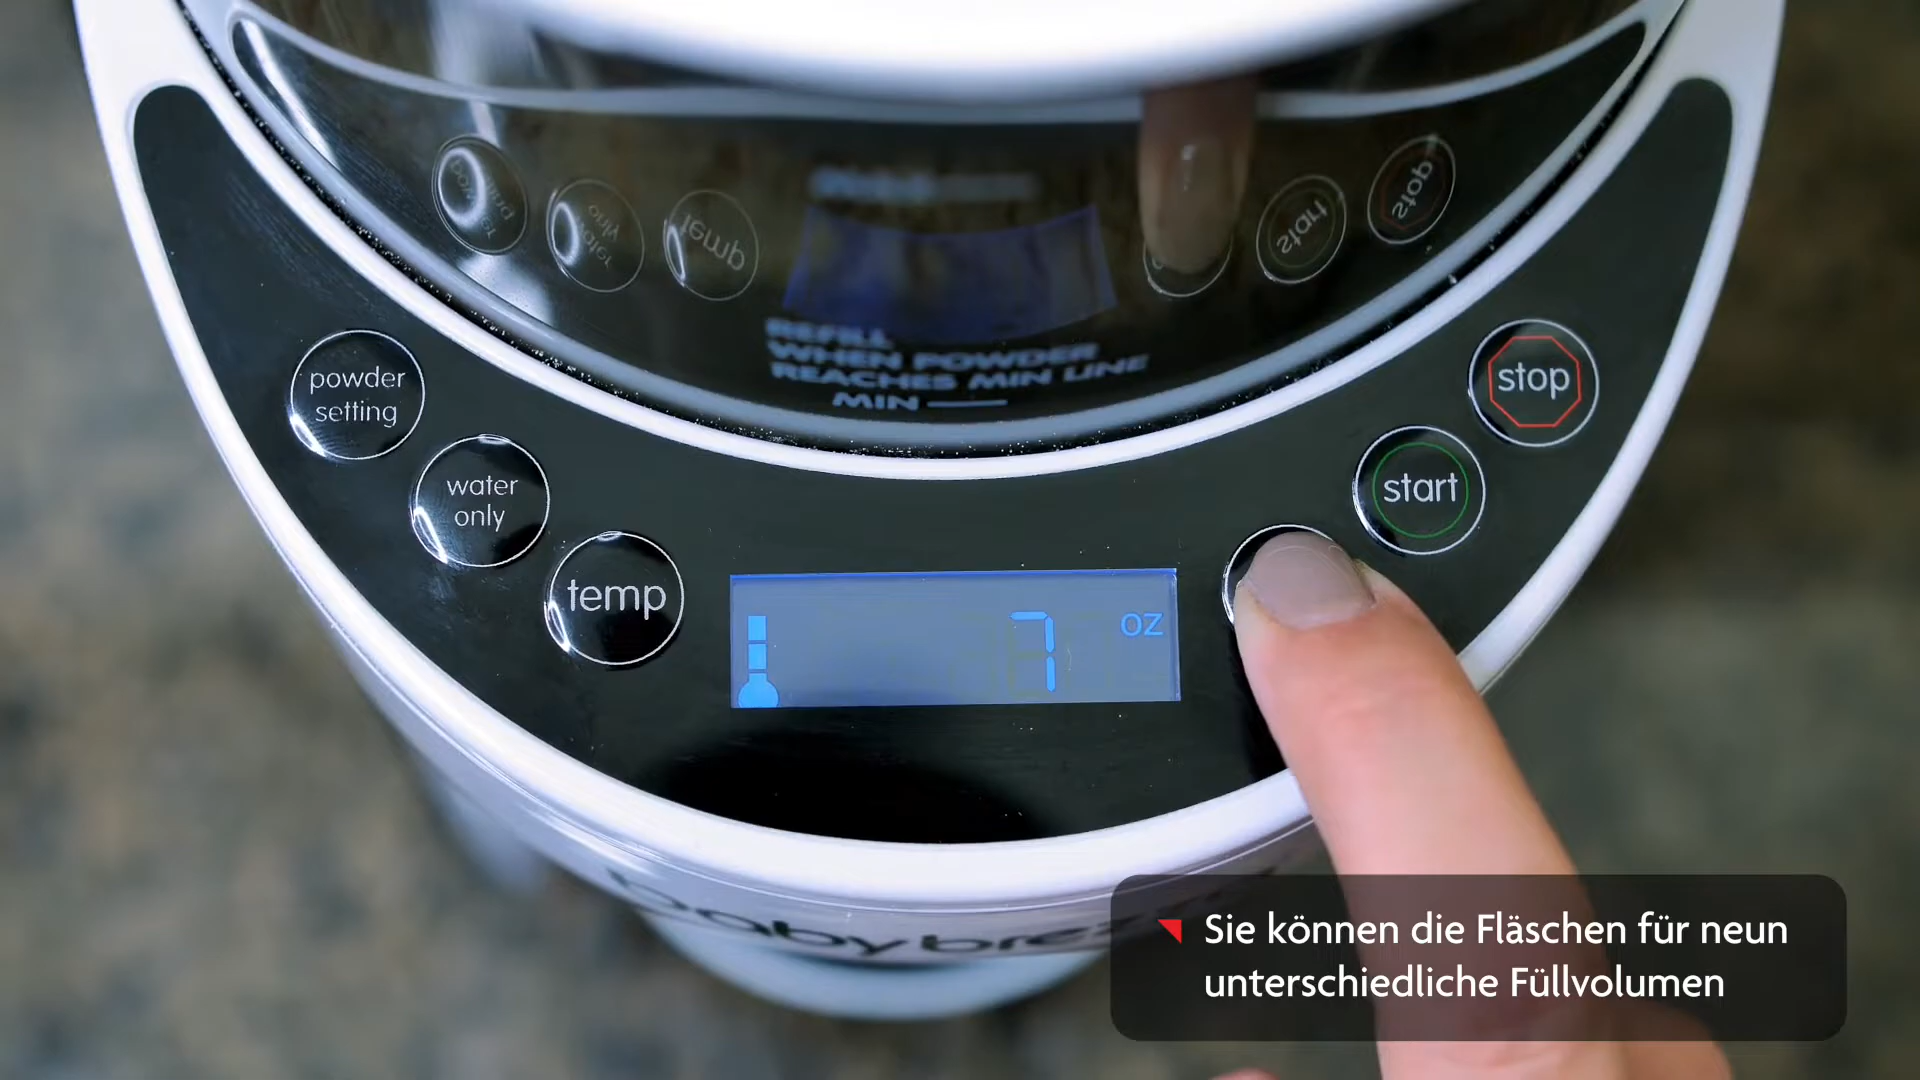 REFILL
WHEN POWDER
REACHES MIN LINE
MIN
powder
setting
water
only
temp
7 oz
start
stop
baby
Sie können die Fläschen für neun
unterschiedliche Füllvolumen